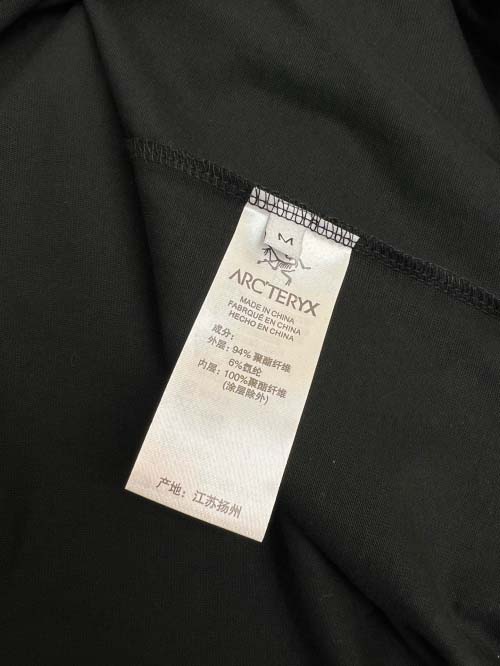 M
ARC'TERYX
MADE IN CHINA
FABRIQUÉ EN CHINA
HECHO EN CHINA
成分:
外层: 94% 聚酯纤维
6%氨纶
内层: 100%聚酯纤维
(涂层除外)
产地: 江苏扬州